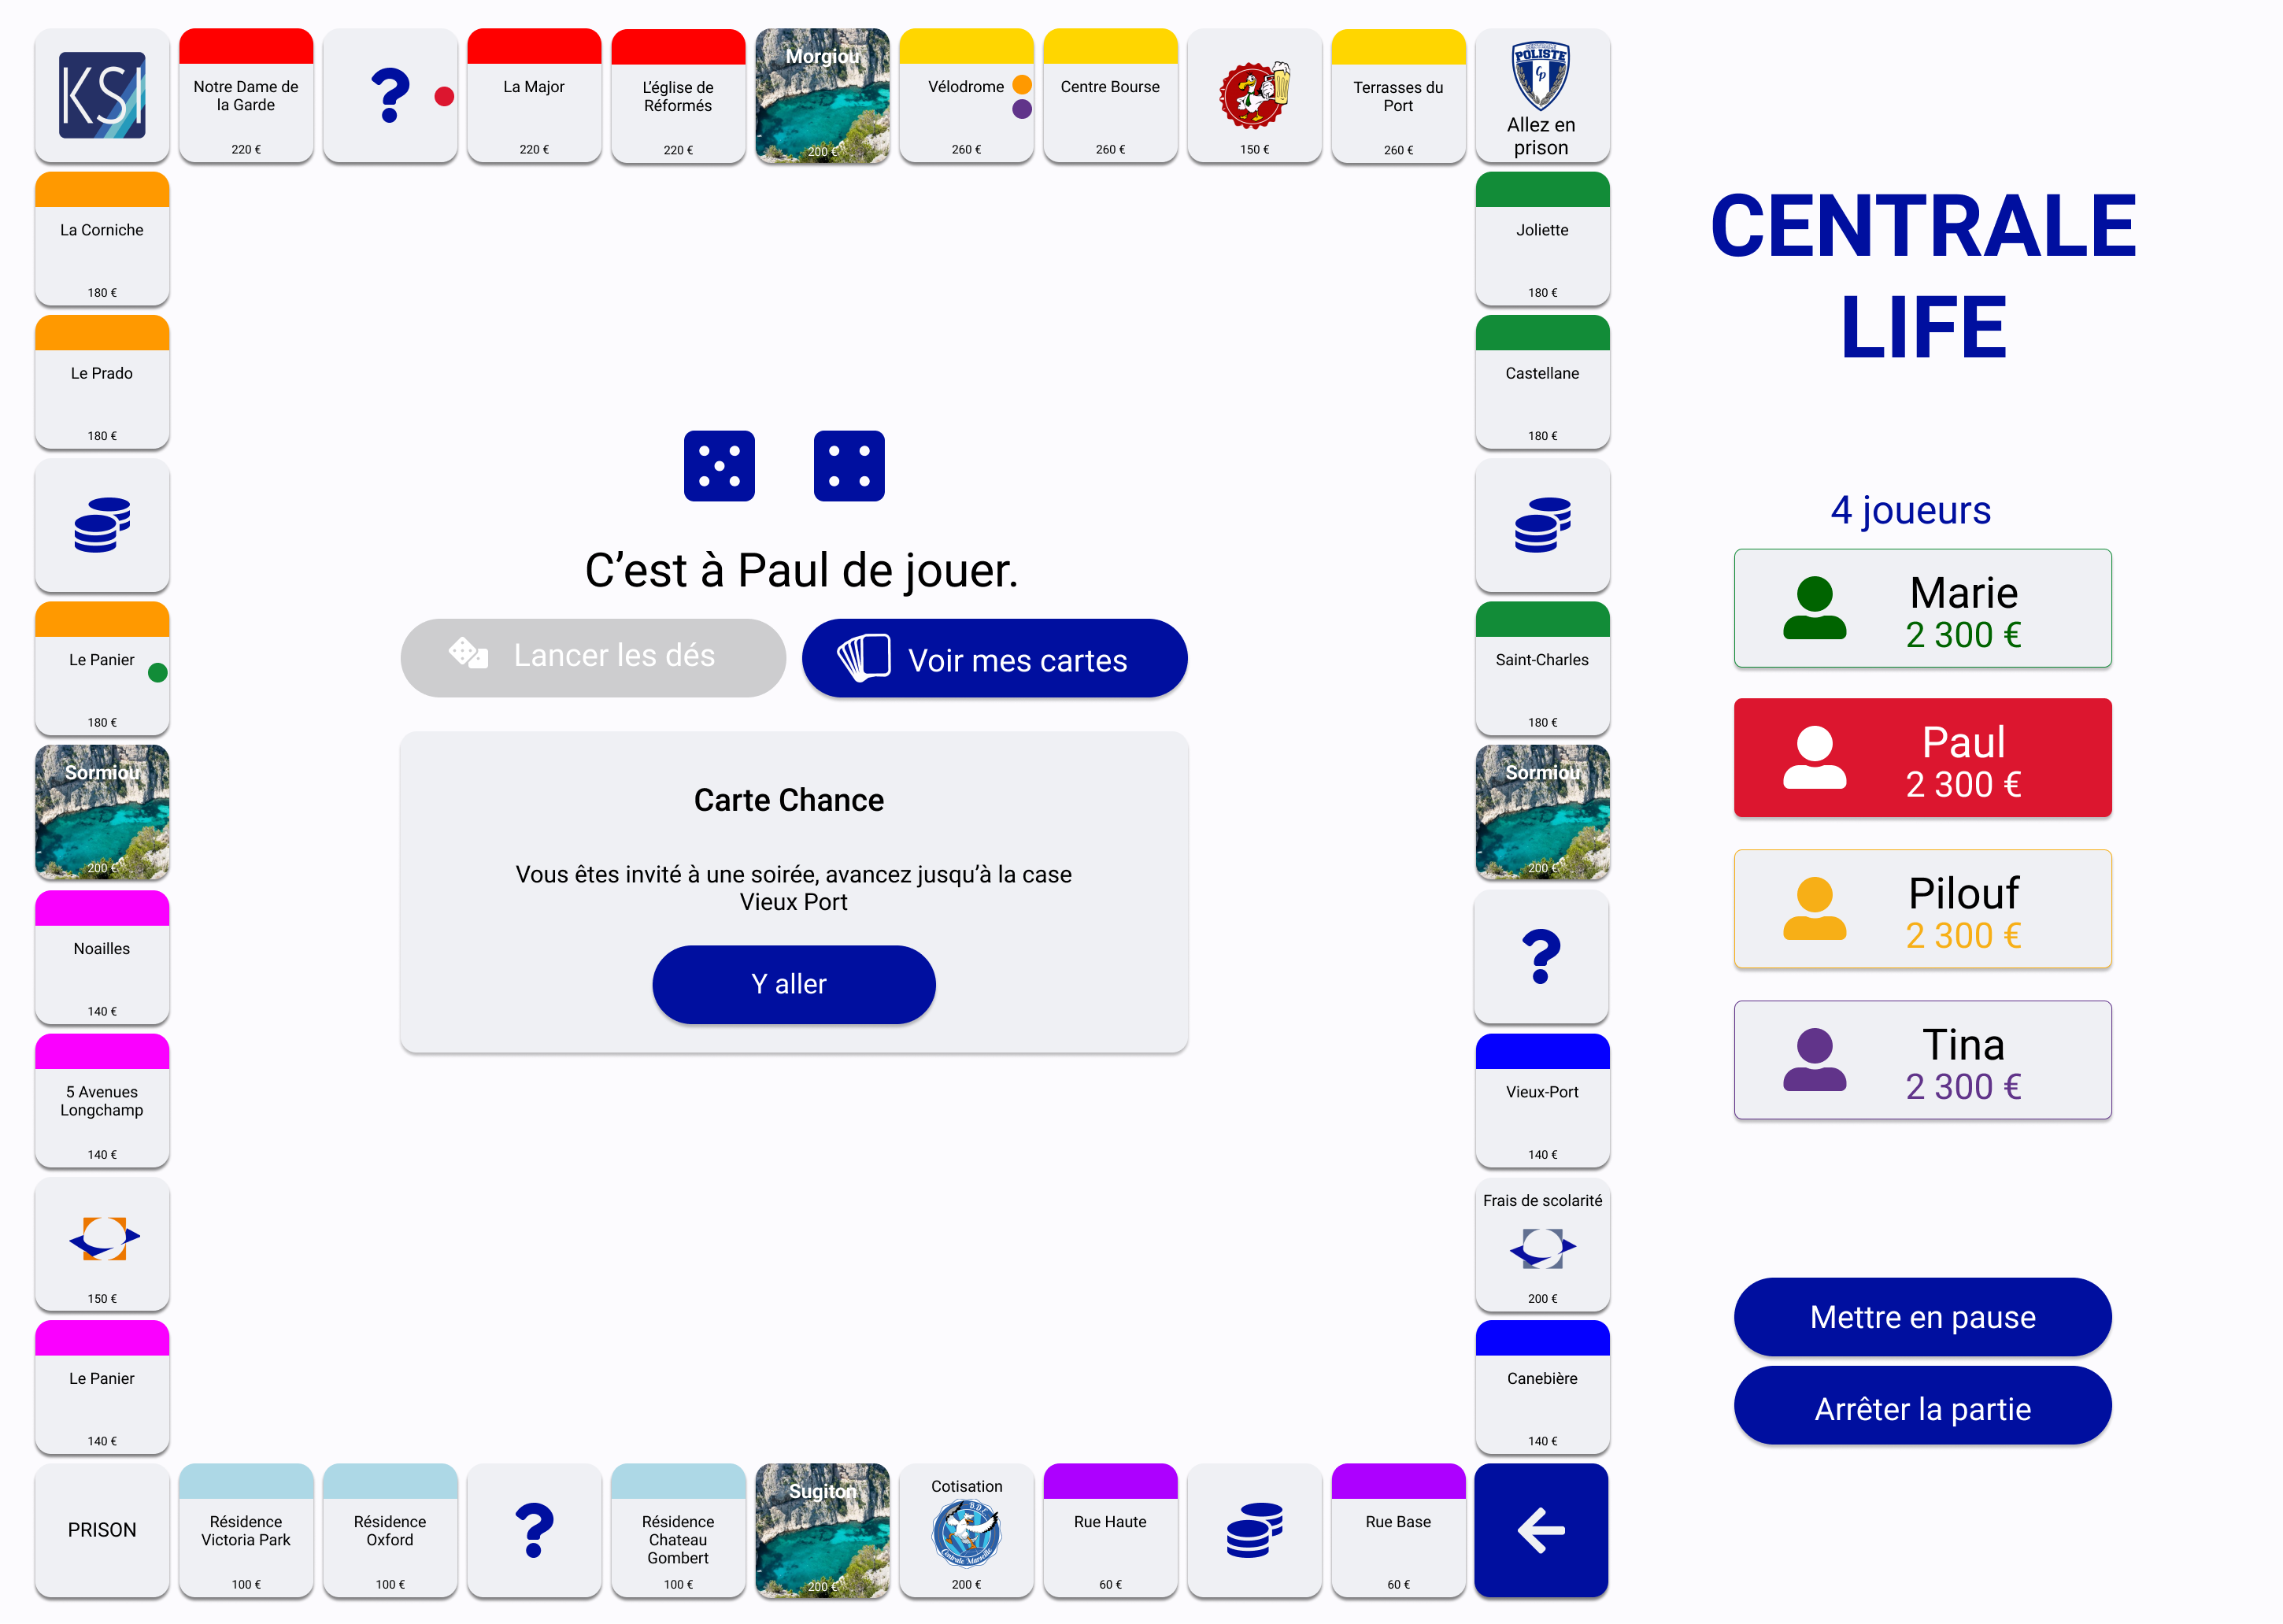 KSI
Notre Dame de
la Garde
220 €
?
La Major
220 €
L’église de
Réformés
220 €
Morgiou
200 €
Vélodrome
260 €
Centre Bourse
260 €
150 €
Terrasses du
Port
260 €
POLISTE
CP
Allez en
prison
La Corniche
180 €
Joliette
180 €
CENTRALE
LIFE
Le Prado
180 €
Castellane
180 €
C’est à Paul de jouer.
Lancer les dés
Voir mes cartes
Le Panier
180 €
Saint-Charles
180 €
4 joueurs
Marie
2 300 €
Paul
2 300 €
Pilouf
2 300 €
Tina
2 300 €
Sormiou
200 €
Carte Chance
Vous êtes invité à une soirée, avancez jusqu’à la case
Vieux Port
Y aller
Sormiou
200 €
Noailles
140 €
?
5 Avenues
Longchamp
140 €
Vieux-Port
140 €
150 €
Frais de scolarité
200 €
Le Panier
140 €
Canebière
140 €
Mettre en pause
Arrêter la partie
PRISON
Résidence
Victoria Park
100 €
Résidence
Oxford
100 €
?
Résidence
Chateau
Gombert
100 €
Sugiton
200 €
Cotisation
B.D.E
Centrale Marseille
200 €
Rue Haute
60 €
Rue Base
60 €